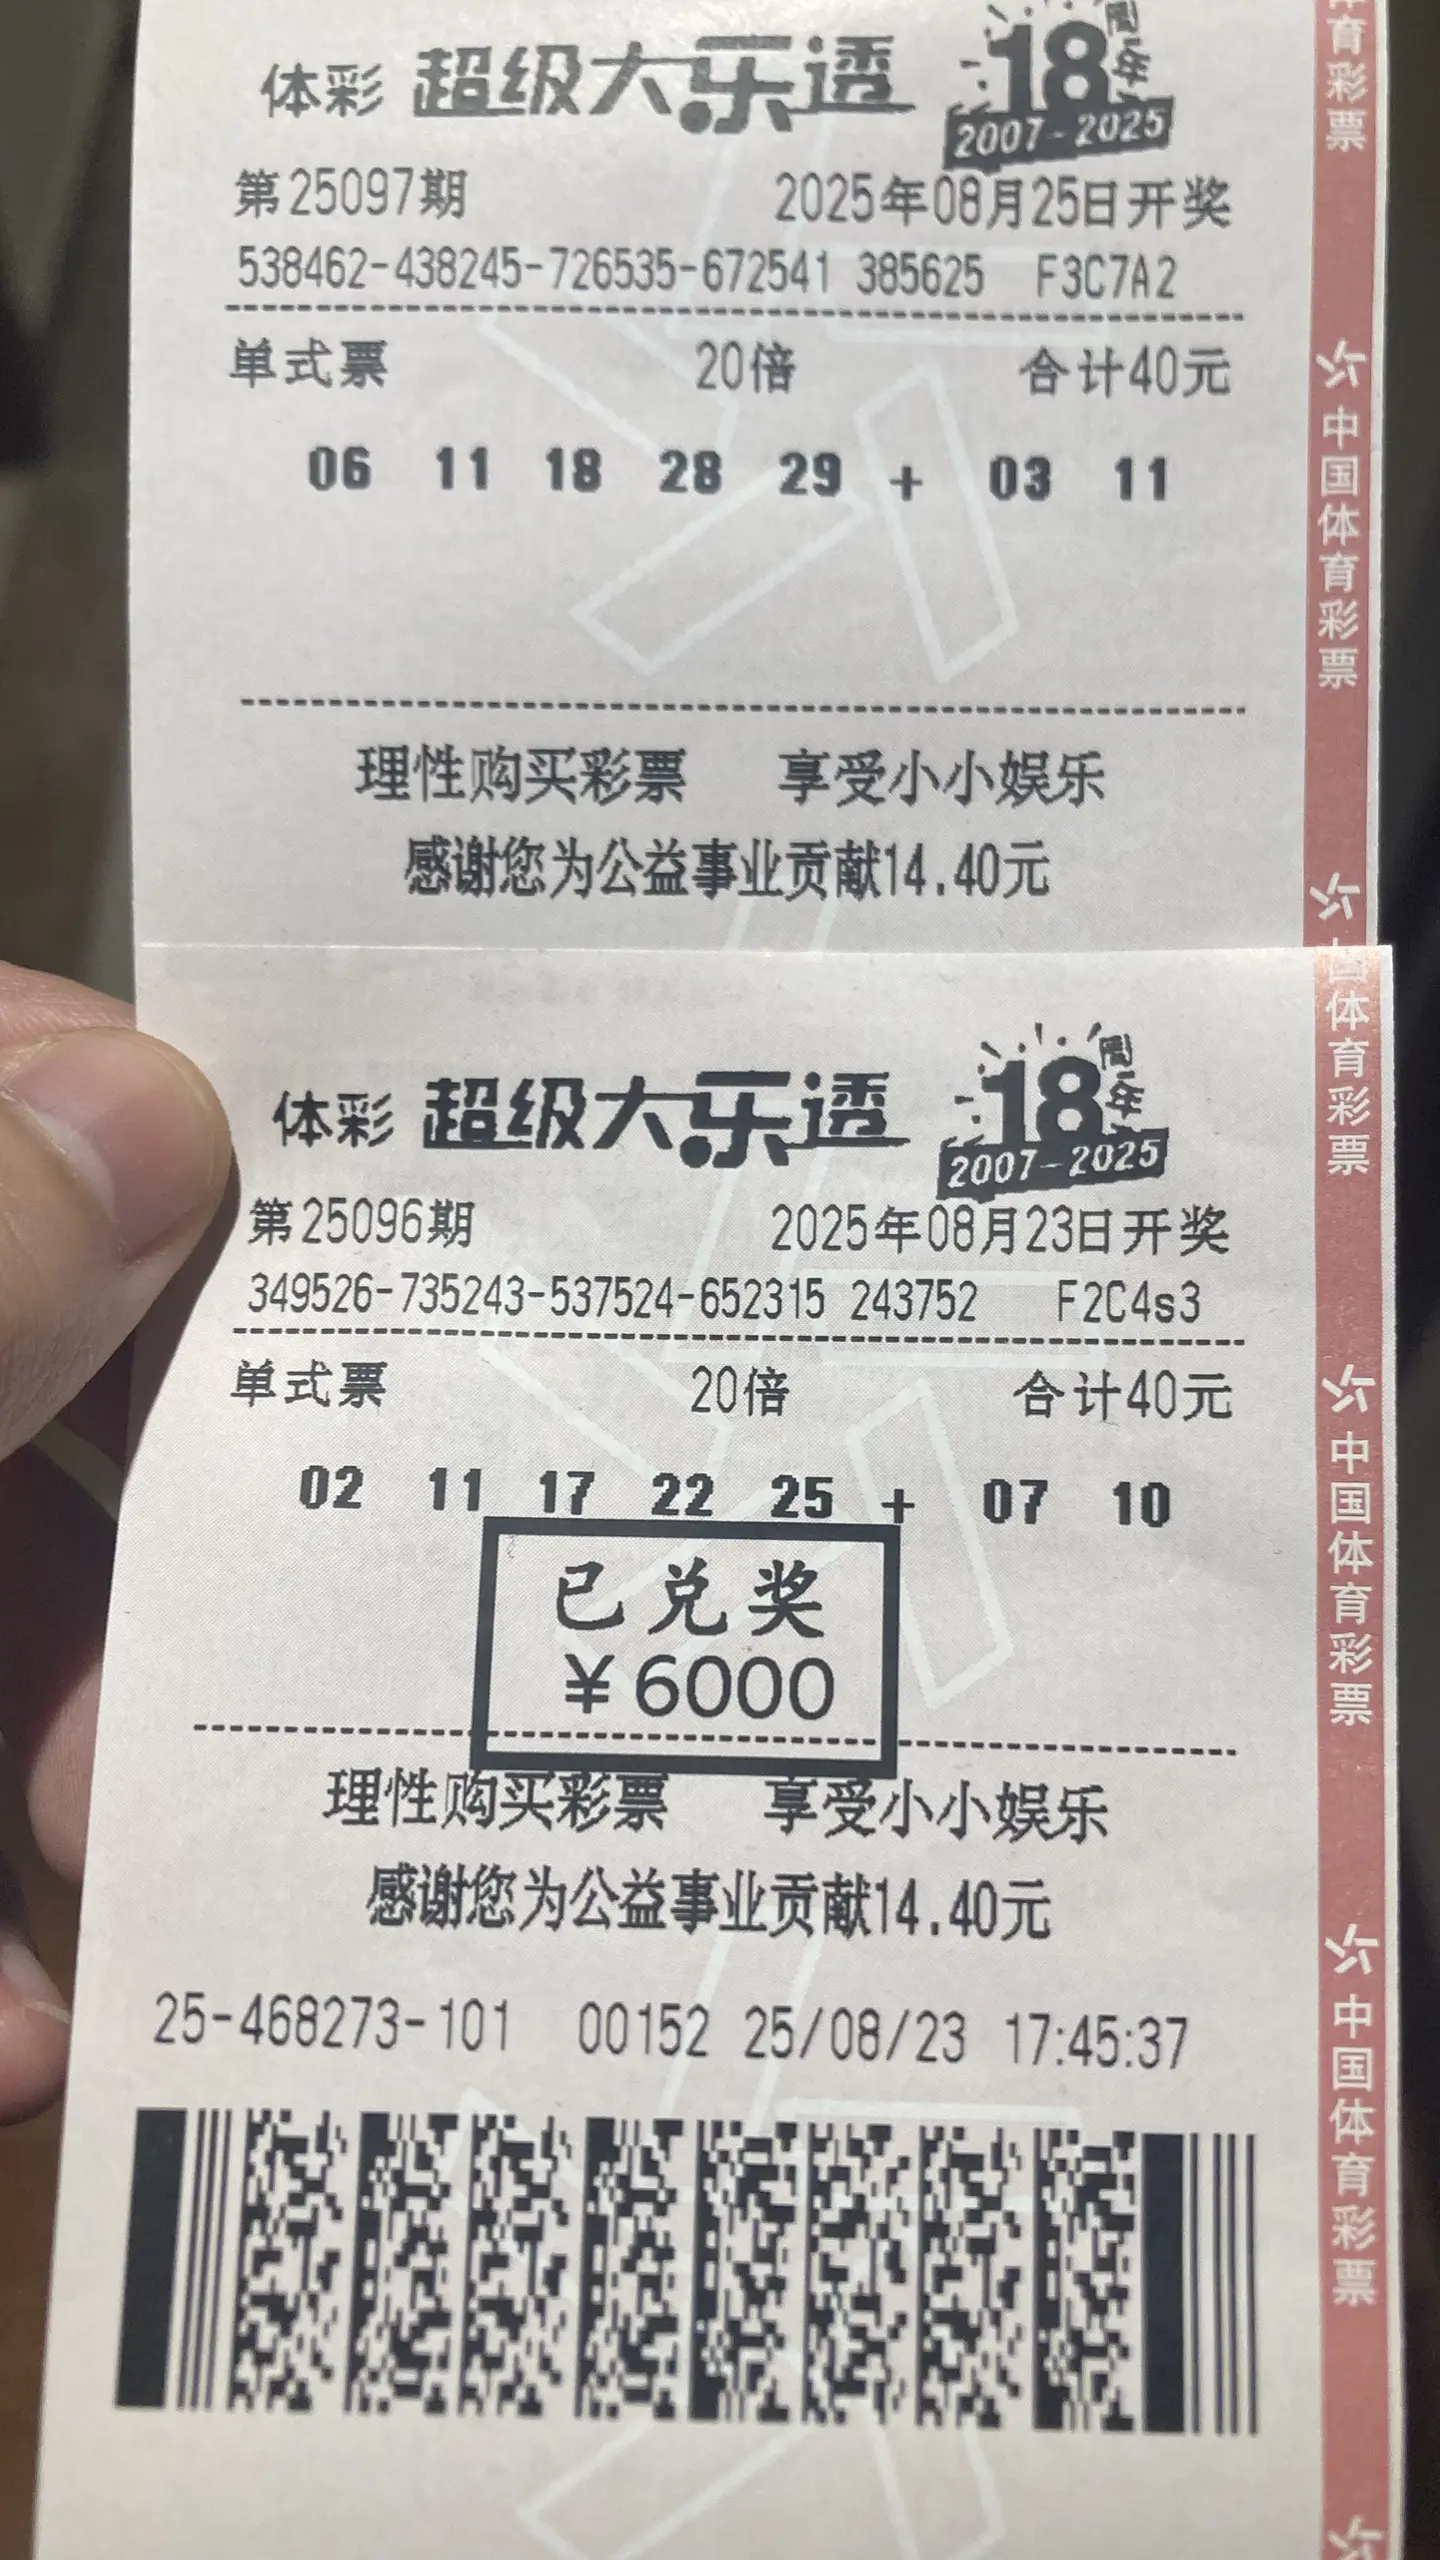 体彩 超级大乐透 18周年
2007-2025
第25097期 2025年08月25日开奖
538462-438245-726535-672541 385625 F3C7A2
单式票 20倍 合计40元
06 11 18 28 29 + 03 11
理性购买彩票 享受小小娱乐
感谢您为公益事业贡献14.40元
体彩 超级大乐透 18周年
2007-2025
第25096期 2025年08月23日开奖
349526-735243-537524-652315 243752 F2C4s3
单式票 20倍 合计40元
02 11 17 22 25 + 07 10
已兑奖
¥6000
理性购买彩票 享受小小娱乐
感谢您为公益事业贡献14.40元
25-468273-101 00152 25/08/23 17:45:37
体育彩票
中国体育彩票
国体育彩票
中国体育彩票
中国体育彩票